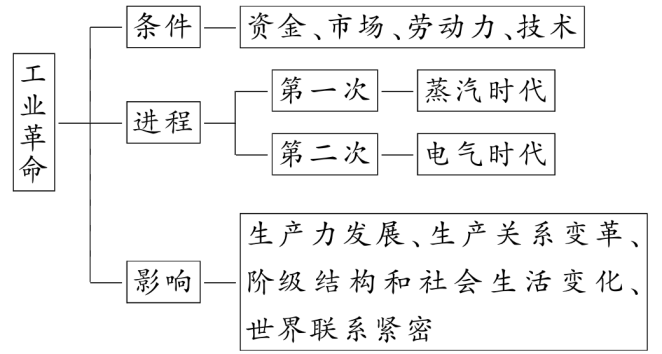 工业革命
条件
资金、市场、劳动力、技术
进程
第一次
蒸汽时代
第二次
电气时代
影响
生产力发展、生产关系变革、
阶级结构和社会生活变化、
世界联系紧密